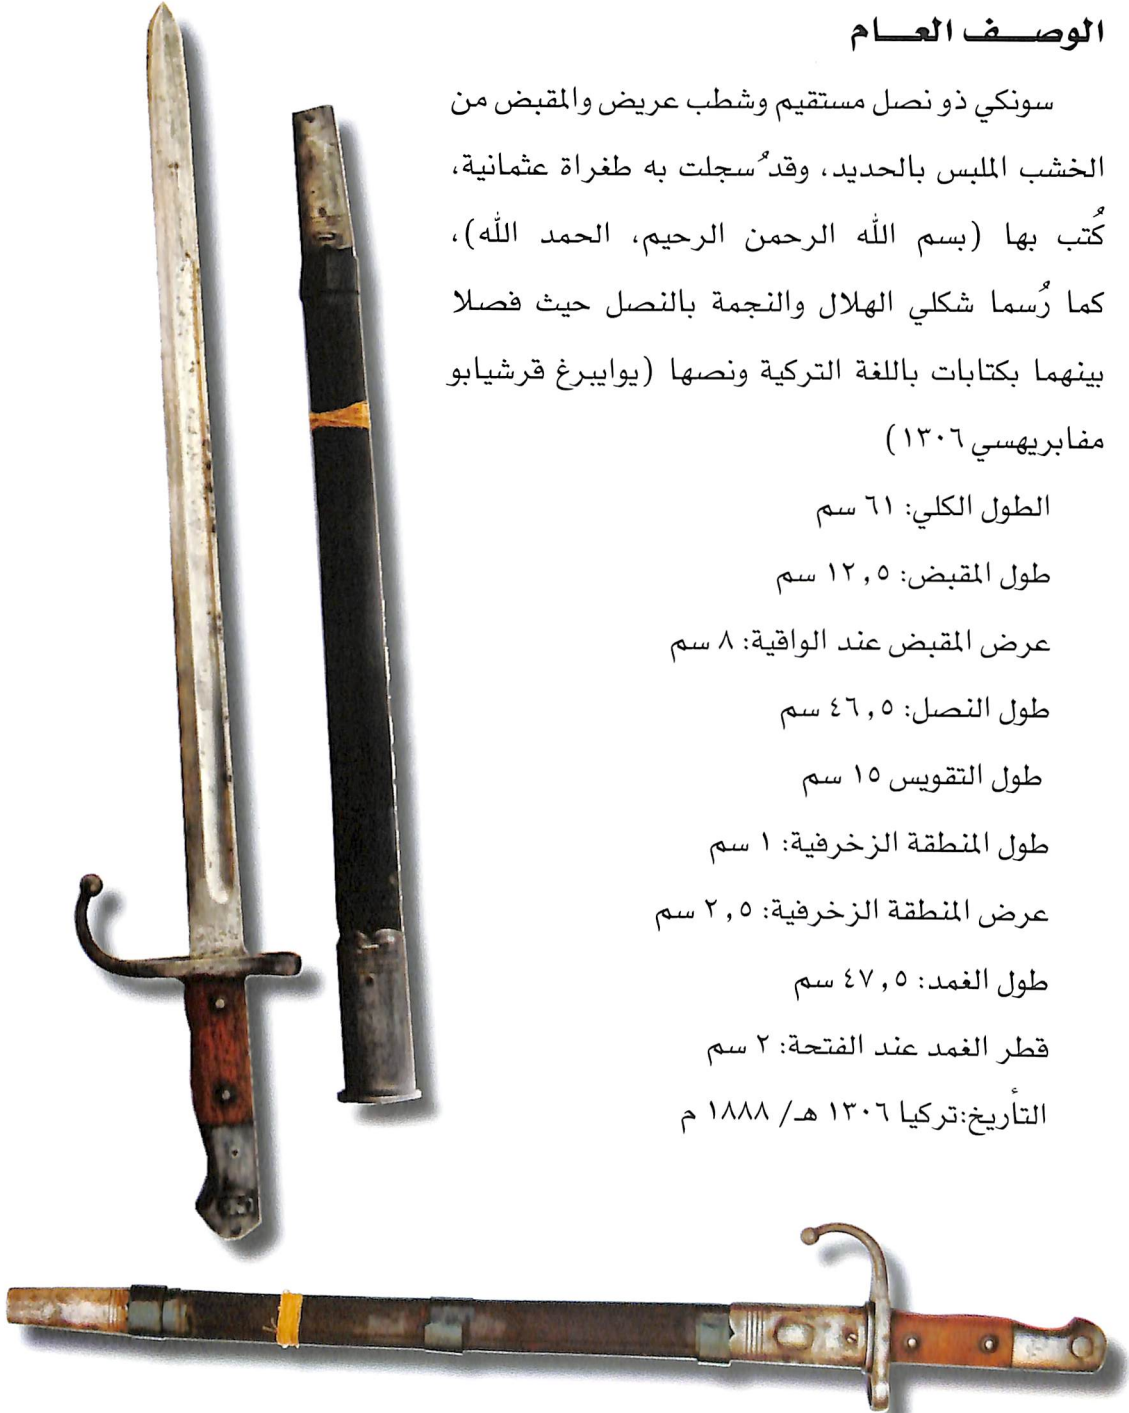 الوصف العام
سونكي ذو نصل مستقيم وشطب عريض والمقبض من
الخشب الملبس بالحديد، وقد ُسجلت به طغراة عثمانية،
كُتب بها (بسم الله الرحمن الرحيم، الحمد الله)،
كما رُسما شكلي الهلال والنجمة بالنصل حيث فصلا
بينهما بكتابات باللغة التركية ونصها (يوايبرغ قرشيابو
مفابريهسي ١٣٠٦)
الطول الكلي: ٦١ سم
طول المقبض: ١٢,٥ سم
عرض المقبض عند الواقية: ٨ سم
طول النصل: ٤٦,٥ سم
طول التقويس ١٥ سم
طول المنطقة الزخرفية: ١ سم
عرض المنطقة الزخرفية: ٢,٥ سم
طول الغمد: ٤٧,٥ سم
قطر الغمد عند الفتحة: ٢ سم
التأريخ:تركيا ١٣٠٦ هـ/ ١٨٨٨ م